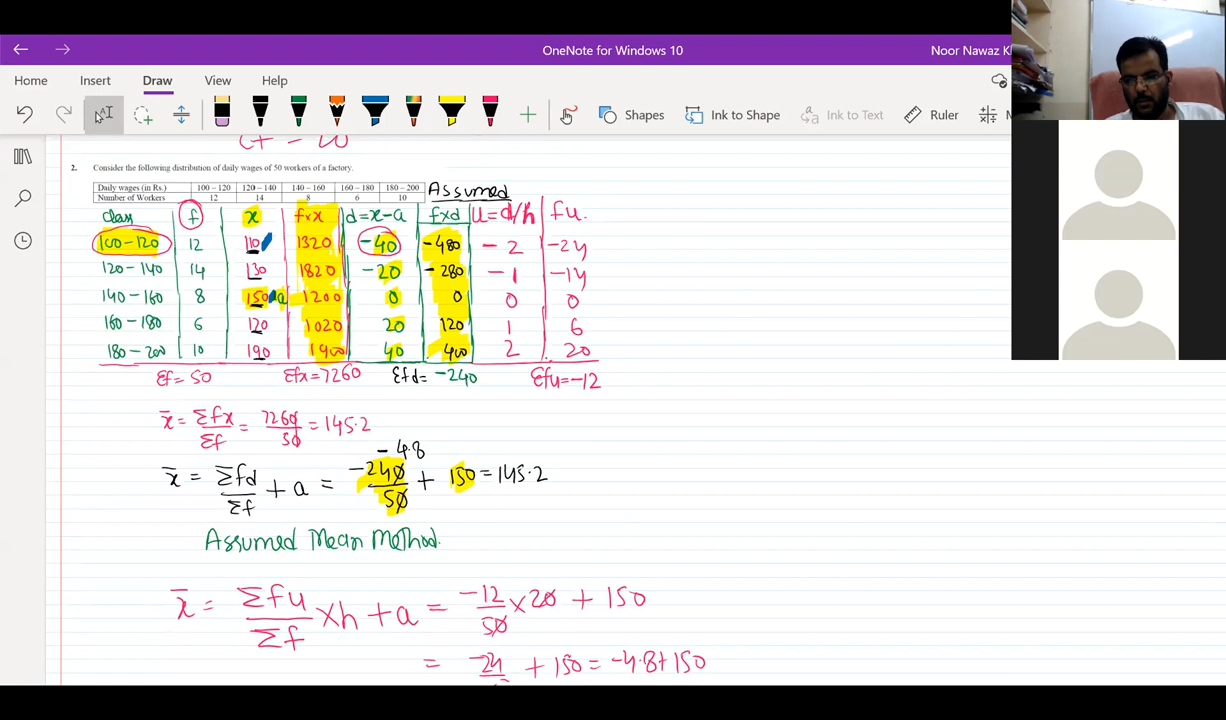 OneNote for Windows 10
Noor Nawaz K
Home Insert Draw View Help
Shapes Ink to Shape Ink to Text Ruler M
2. Consider the following distribution of daily wages of 50 workers of a factory.
Daily wages (in Rs.) 100 – 120 120 – 140 140 – 160 160 – 180 180 – 200
Number of Workers 12 14 8 6 10
Assumed
class f x f×x d=x-a f×d u=d/h fu.
100-120 12 110 1320 -40 -480 -2 -24
120-140 14 130 1820 -20 -280 -1 -14
140-160 8 150 a 1200 0 0 0 0
160-180 6 120 1020 20 120 1 6
180-200 10 190 1900 40 400 2 20
Σf=50 Σfx=7260 Σfd= -240 Σfu=-12
x̄ = Σfx/Σf = 7260/50 = 145.2
-4.8
x̄ = Σfd/Σf + a = -240/50 + 150 = 145.2
Assumed Mean Method.
x̄ = Σfu/Σf ×h + a = -12/50 × 20 + 150
= -24 + 150 = -4.8+150